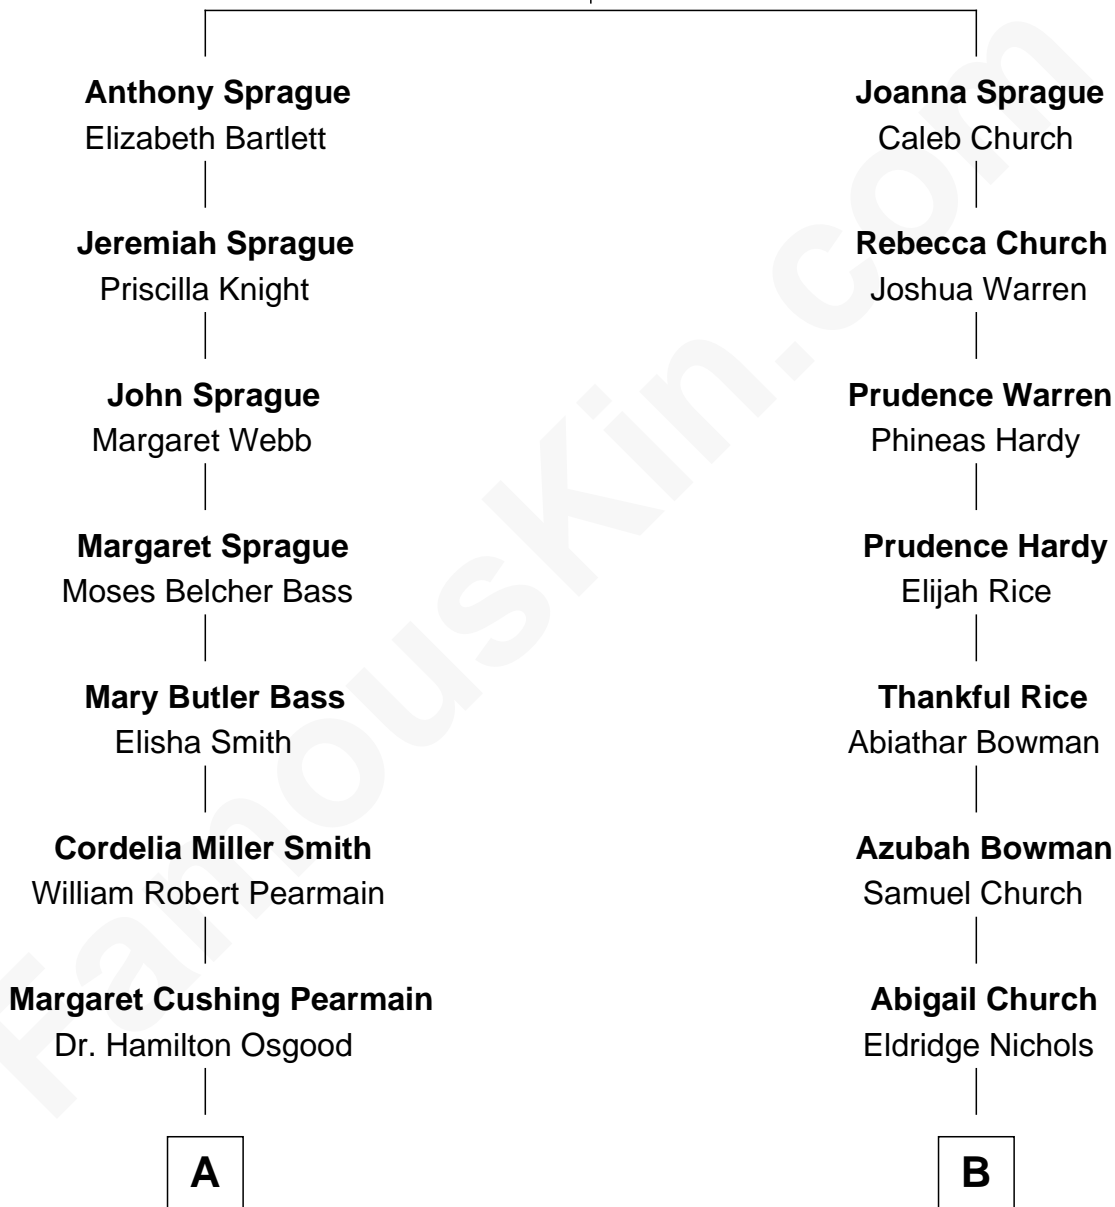 Anthony Sprague
Elizabeth Bartlett
Jeremiah Sprague
Priscilla Knight
John Sprague
Margaret Webb
Margaret Sprague
Moses Belcher Bass
Mary Butler Bass
Elisha Smith
Cordelia Miller Smith
William Robert Pearmain
Margaret Cushing Pearmain
Dr. Hamilton Osgood
A
Joanna Sprague
Caleb Church
Rebecca Church
Joshua Warren
Prudence Warren
Phineas Hardy
Prudence Hardy
Elijah Rice
Thankful Rice
Abiathar Bowman
Azubah Bowman
Samuel Church
Abigail Church
Eldridge Nichols
B
FamousKin.com